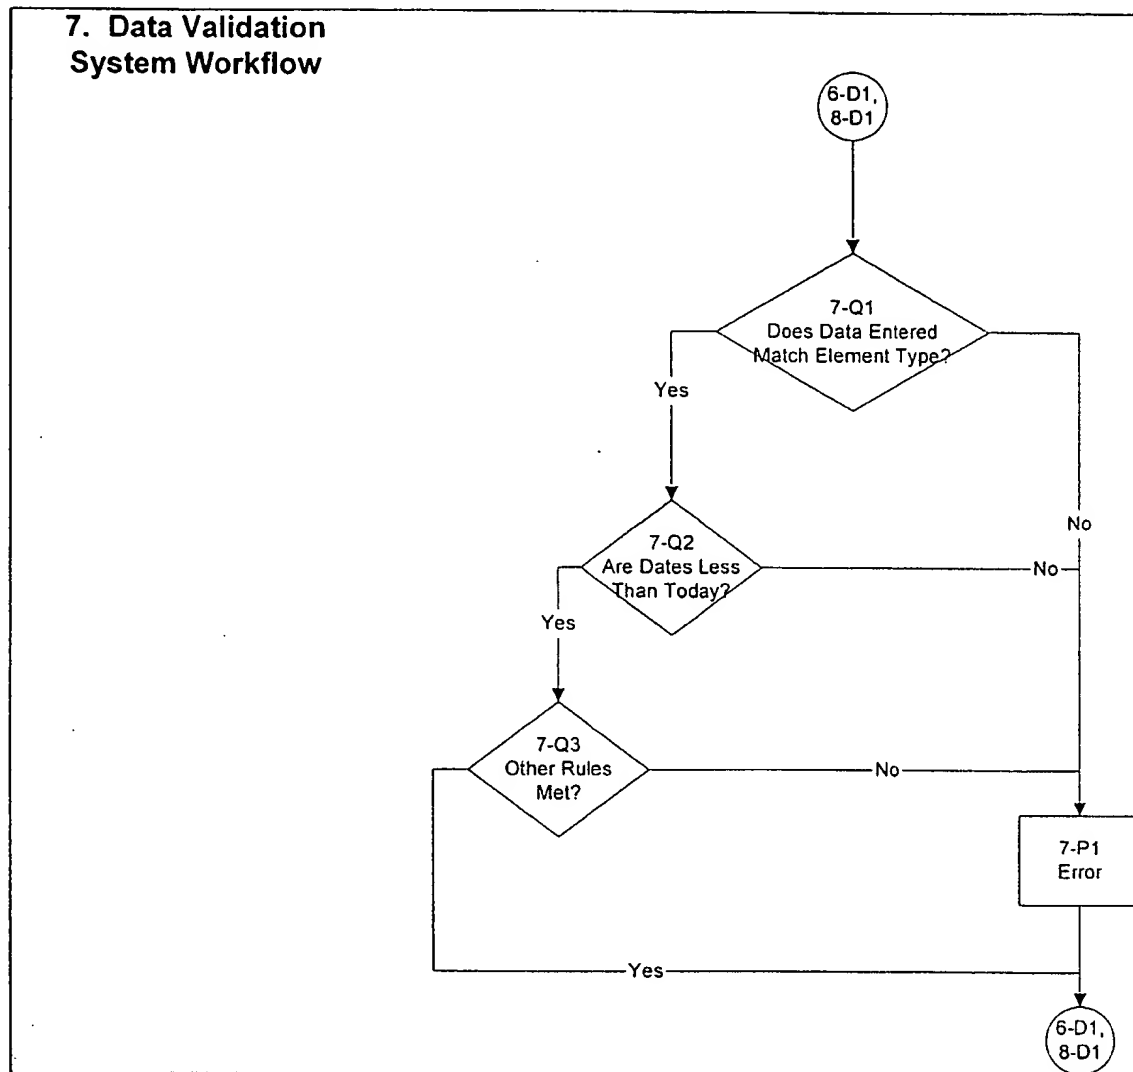 7. Data Validation
System Workflow
6-D1,
8-D1
7-Q1
Does Data Entered
Match Element Type?
Yes
No
7-Q2
Are Dates Less
Than Today?
No
Yes
7-Q3
Other Rules
Met?
No
7-P1
Error
Yes
6-D1,
8-D1